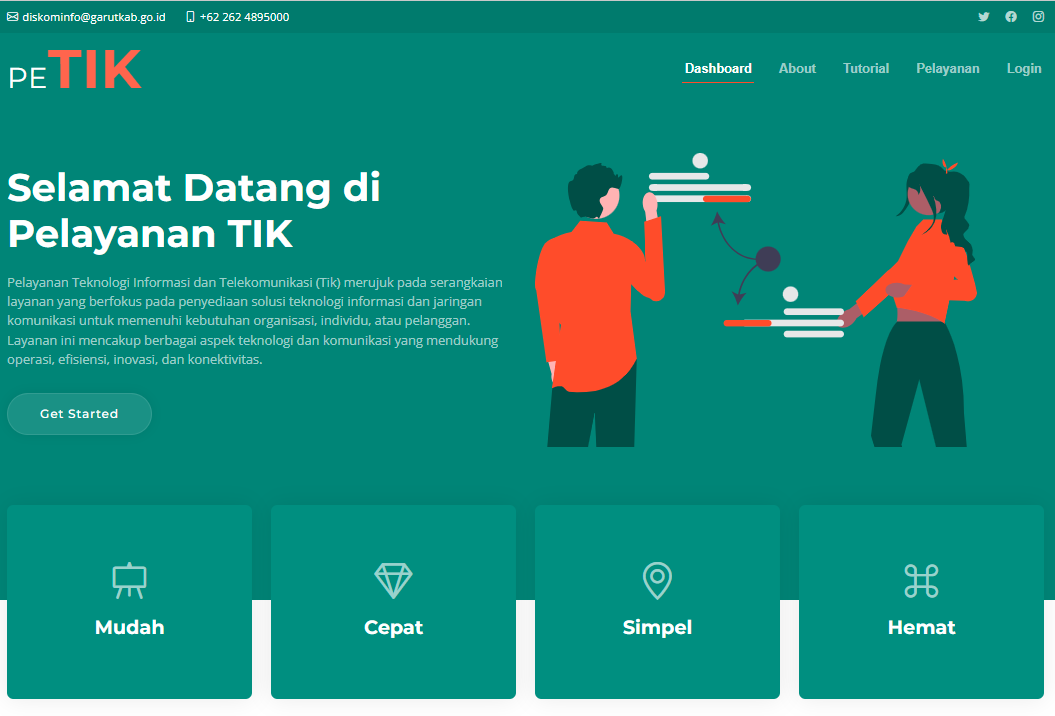 diskominfo@garutkab.go.id +62 262 4895000
PETIK
Dashboard About Tutorial Pelayanan Login
Selamat Datang di
Pelayanan TIK
Pelayanan Teknologi Informasi dan Telekomunikasi (Tik) merujuk pada serangkaian
layanan yang berfokus pada penyediaan solusi teknologi informasi dan jaringan
komunikasi untuk memenuhi kebutuhan organisasi, individu, atau pelanggan.
Layanan ini mencakup berbagai aspek teknologi dan komunikasi yang mendukung
operasi, efisiensi, inovasi, dan konektivitas.
Get Started
Mudah Cepat Simpel Hemat